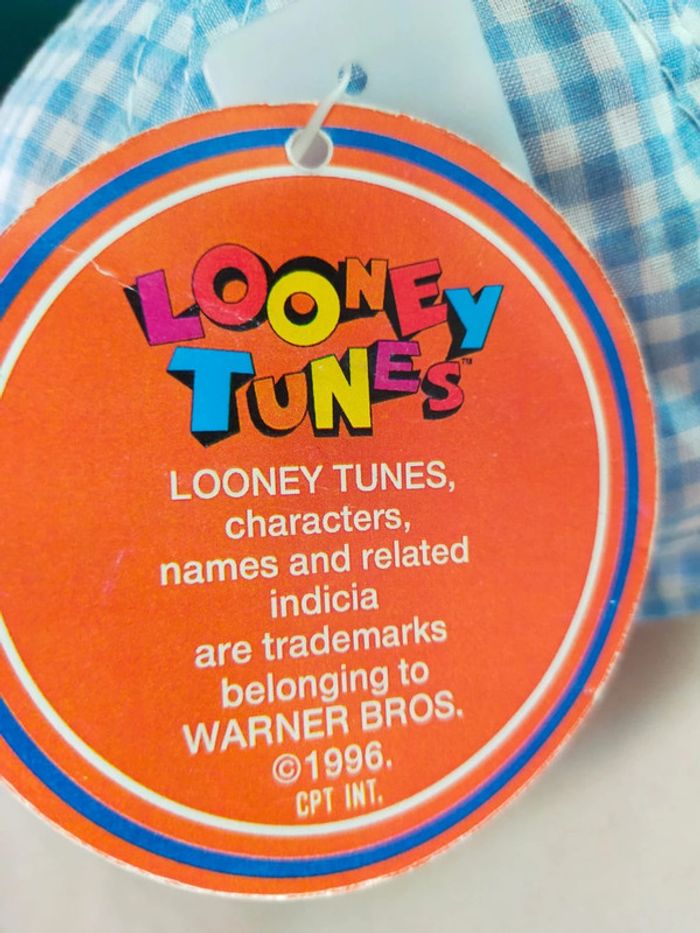 LOONEY
TUNES™
LOONEY TUNES,
characters,
names and related
indicia
are trademarks
belonging to
WARNER BROS.
©1996.
CPT INT.